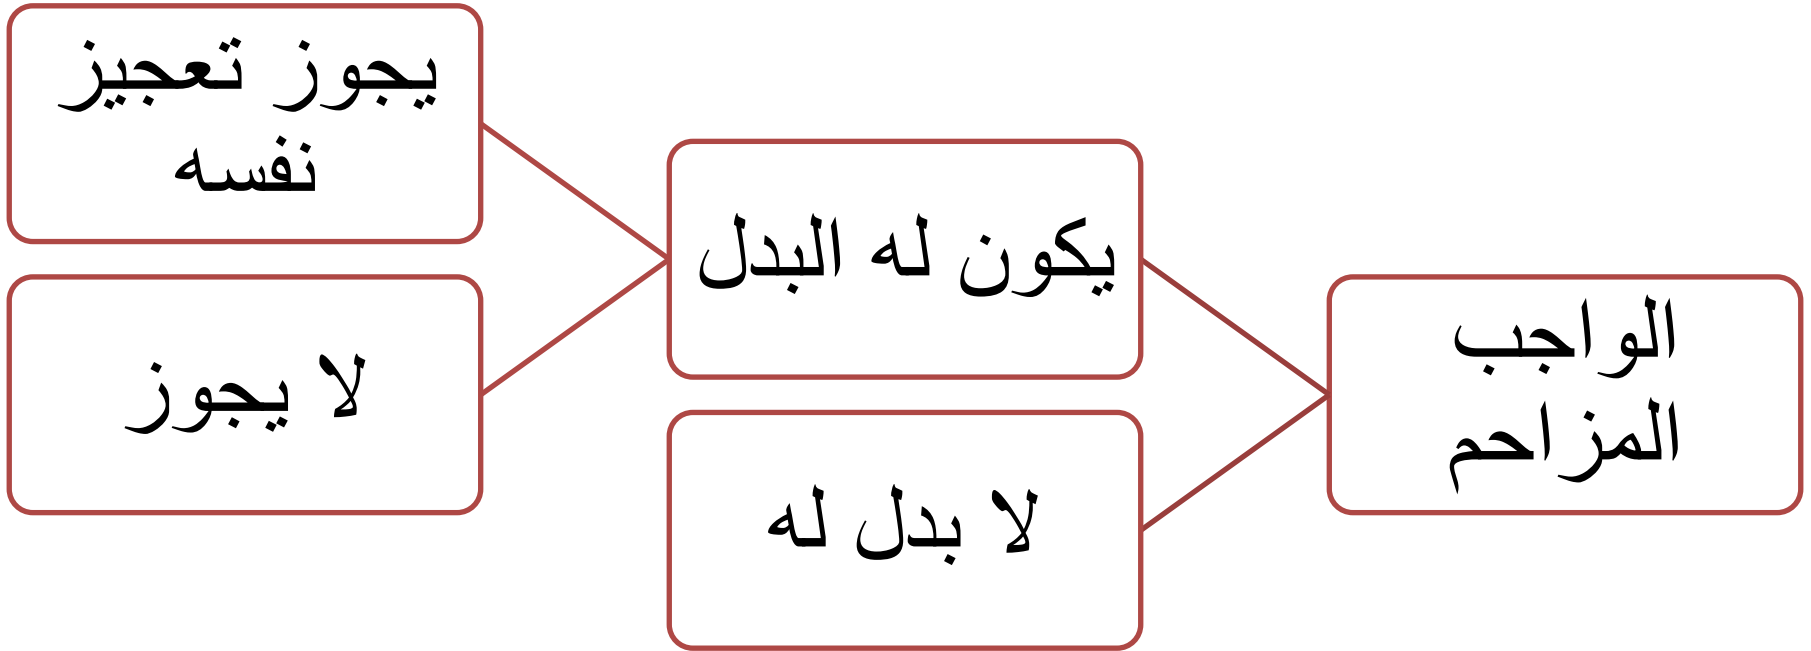 الواجب
المزاحم
يكون له البدل
لا بدل له
يجوز تعجيز
نفسه
لا يجوز